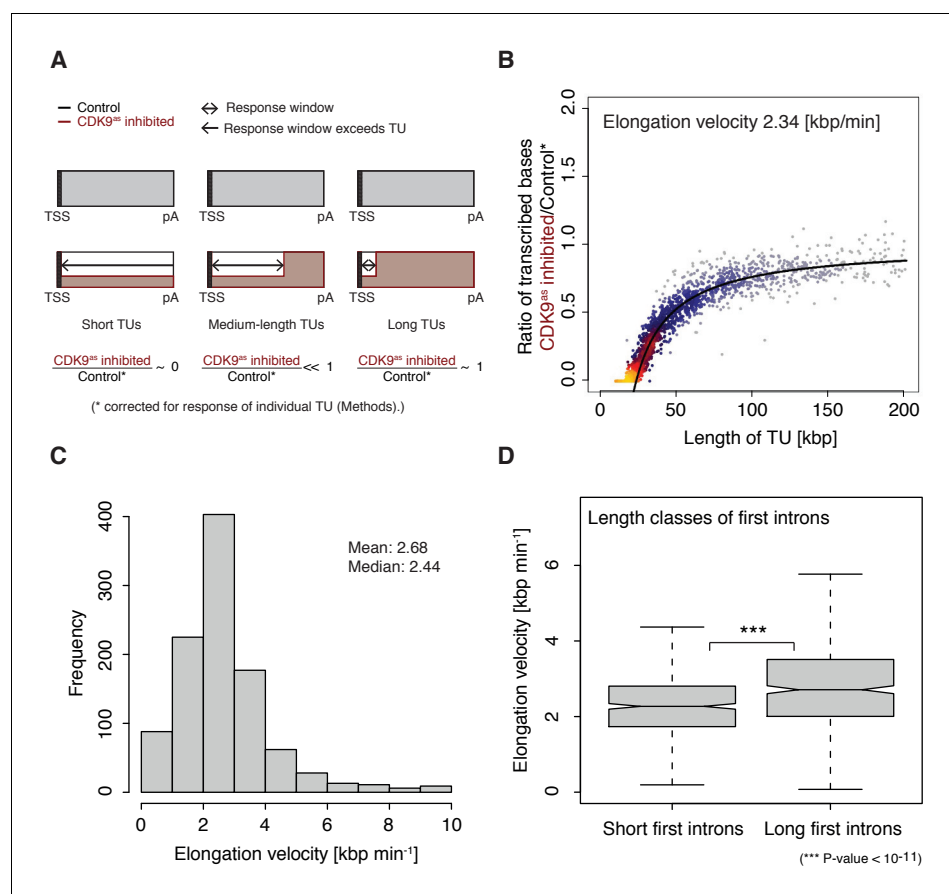 A
Control
CDK9as inhibited
Response window
Response window exceeds TU
TSS pA TSS pA TSS pA
TSS pA TSS pA TSS pA
Short TUs Medium-length TUs Long TUs
CDK9as inhibited
Control*
~ 0
CDK9as inhibited
Control*
<< 1
CDK9as inhibited
Control*
~ 1
(* corrected for response of individual TU (Methods).)
B
Elongation velocity 2.34 [kbp/min]
Ratio of transcribed bases
CDK9as inhibited/Control*
2.0
1.5
1.0
0.5
0.0
0 50 100 150 200
Length of TU [kbp]
C
Mean: 2.68
Median: 2.44
Frequency
400
300
200
100
0
0 2 4 6 8 10
Elongation velocity [kbp min-1]
D
Length classes of first introns
Elongation velocity [kbp min-1]
6
4
2
0
***
Short first introns Long first introns
(*** P-value < 10-11)